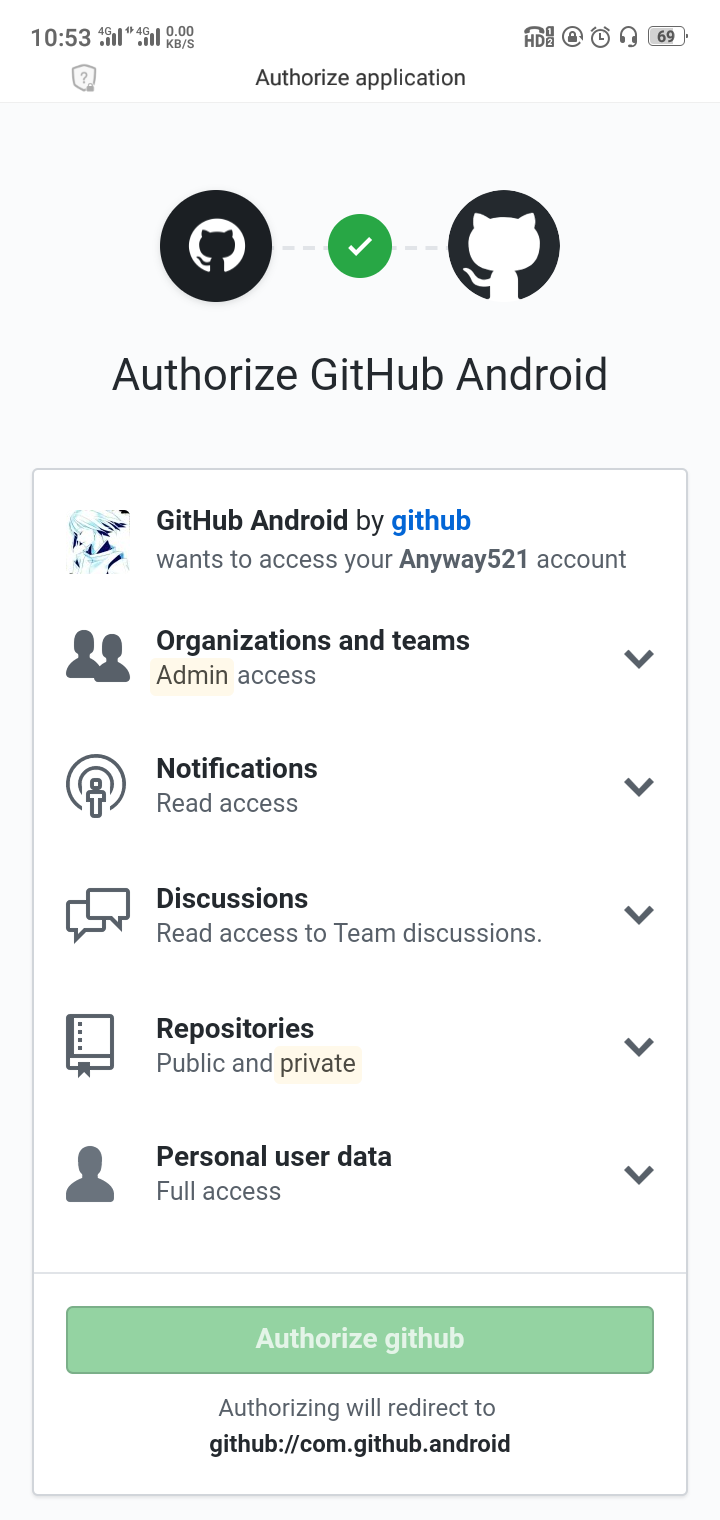 10:53 4G 4G 0.00 KB/S HD 1 2 69
Authorize application
Authorize GitHub Android
GitHub Android by github
wants to access your Anyway521 account
Organizations and teams
Admin access
Notifications
Read access
Discussions
Read access to Team discussions.
Repositories
Public and private
Personal user data
Full access
Authorize github
Authorizing will redirect to
github://com.github.android